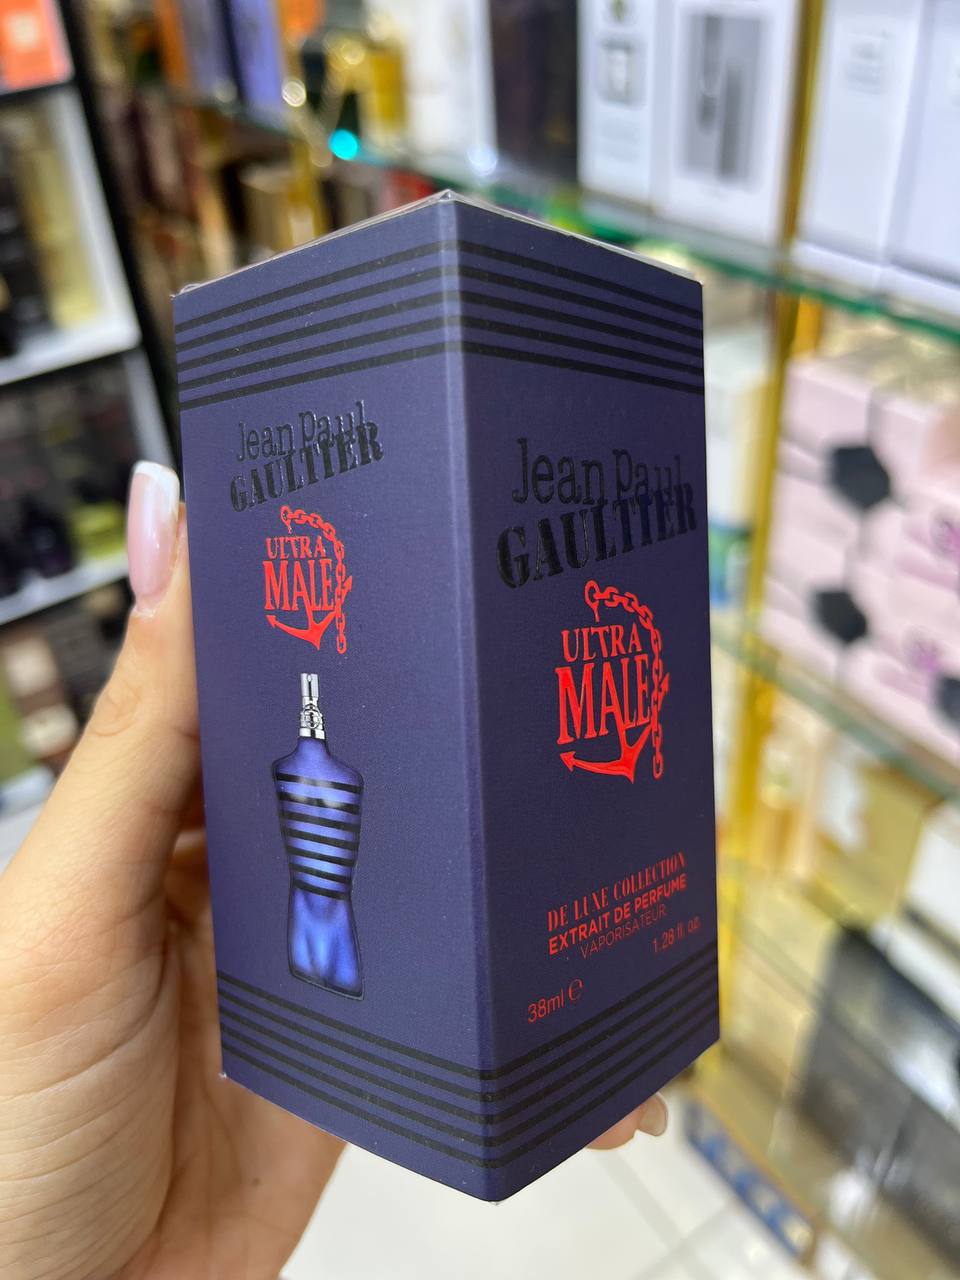 Jean Paul
GAULTIER
ULTRA
MALE
Jean Paul
GAULTIER
ULTRA
MALE
DE LUXE COLLECTION
EXTRAIT DE PERFUME
VAPORISATEUR
38ml ℮ 1.28 fl. oz.